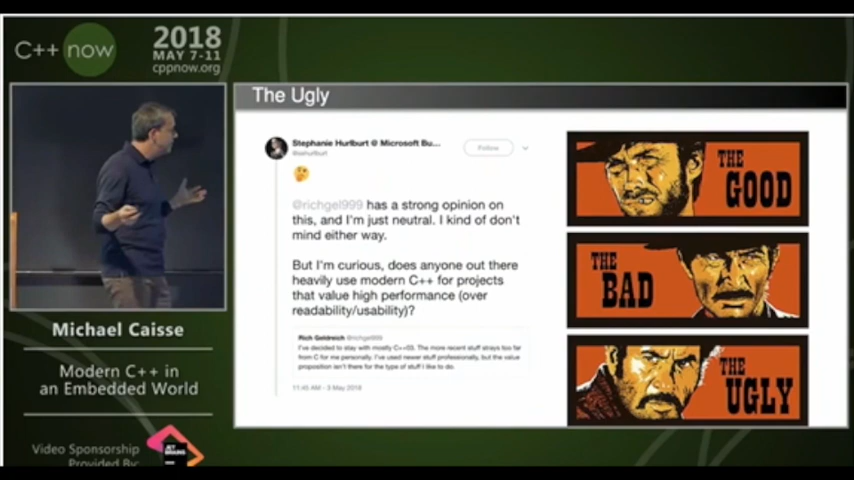 C++ now
2018
MAY 7-11
cppnow.org
The Ugly
Stephanie Hurlburt @ Microsoft Bu...
@sehurlburt
Follow
@richgel999 has a strong opinion on
this, and I'm just neutral. I kind of don't
mind either way.
But I'm curious, does anyone out there
heavily use modern C++ for projects
that value high performance (over
readability/usability)?
Rich Geldreich @richgel999
I've decided to stay with mostly C++03. The more recent stuff strays too far
from C for me personally. I've used newer stuff professionally, but the value
proposition isn't there for the type of stuff I like to do.
11:45 AM - 3 May 2018
THE
GOOD
THE
BAD
THE
UGLY
Michael Caisse
Modern C++ in
an Embedded World
Video Sponsorship
Provided By:
JET
BRAINS